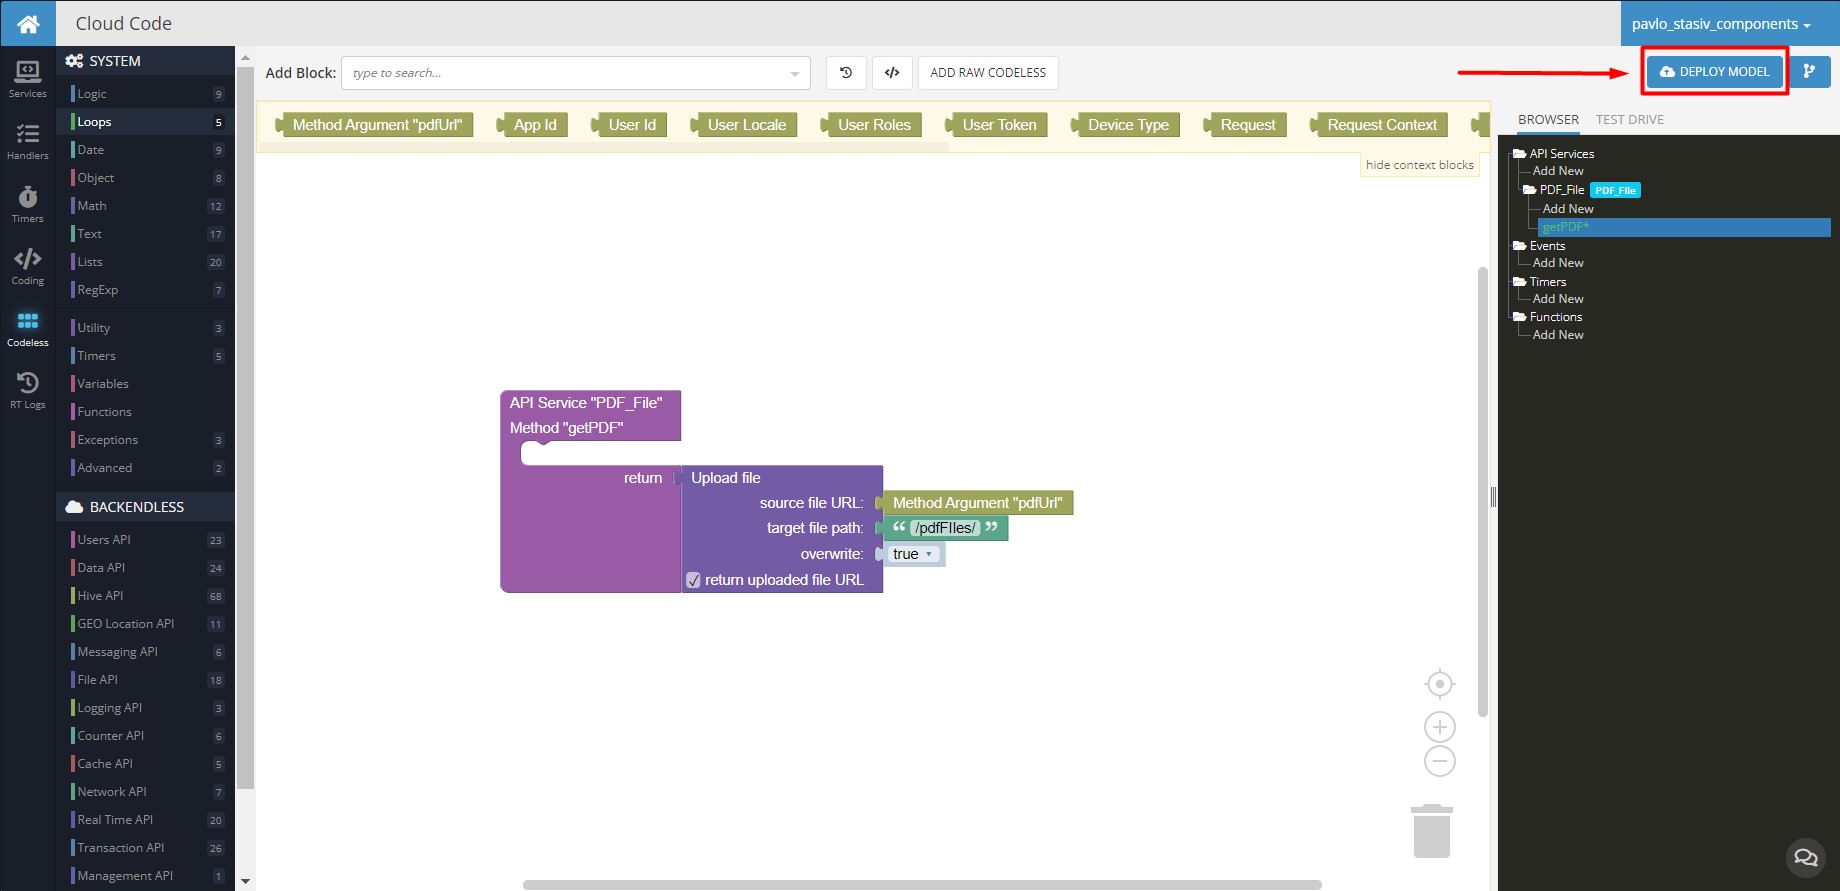 Cloud Code
pavlo_stasiv_components
Services
Handlers
Timers
Coding
Codeless
RT Logs
SYSTEM
Logic 9
Loops 5
Date 9
Object 8
Math 12
Text 17
Lists 20
RegExp 7
Utility 3
Timers 5
Variables
Functions
Exceptions 3
Advanced 2
BACKENDLESS
Users API 23
Data API 24
Hive API 68
GEO Location API 11
Messaging API 6
File API 18
Logging API 3
Counter API 6
Cache API 5
Network API 7
Real Time API 20
Transaction API 26
Management API 1
Add Block: type to search... ADD RAW CODELESS
DEPLOY MODEL
Method Argument "pdfUrl" App Id User Id User Locale User Roles User Token Device Type Request Request Context
hide context blocks
API Service "PDF_File"
Method "getPDF"
return Upload file
source file URL: Method Argument "pdfUrl"
target file path: “ /pdfFIles/ ”
overwrite: true
return uploaded file URL
BROWSER TEST DRIVE
API Services
Add New
PDF_File PDF_File
Add New
getPDF*
Events
Add New
Timers
Add New
Functions
Add New